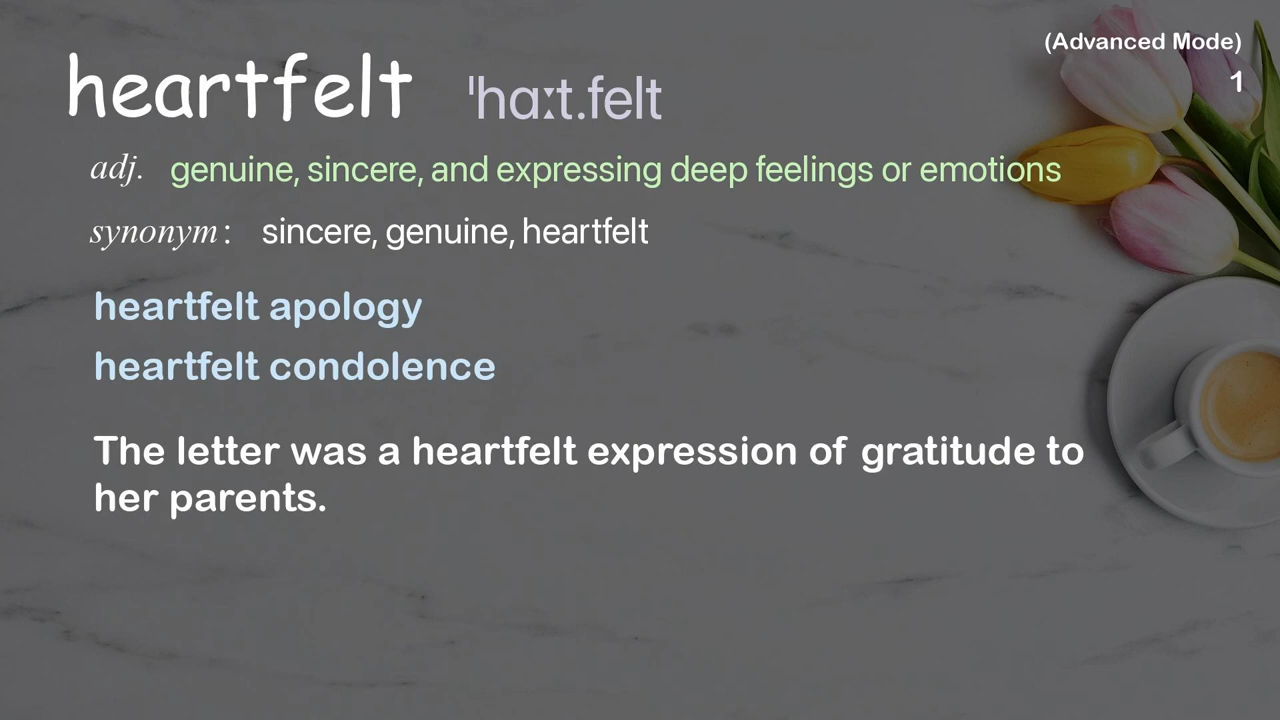 (Advanced Mode)
1
heartfelt ˈhɑːt.felt
adj. genuine, sincere, and expressing deep feelings or emotions
synonym: sincere, genuine, heartfelt
heartfelt apology
heartfelt condolence
The letter was a heartfelt expression of gratitude to
her parents.